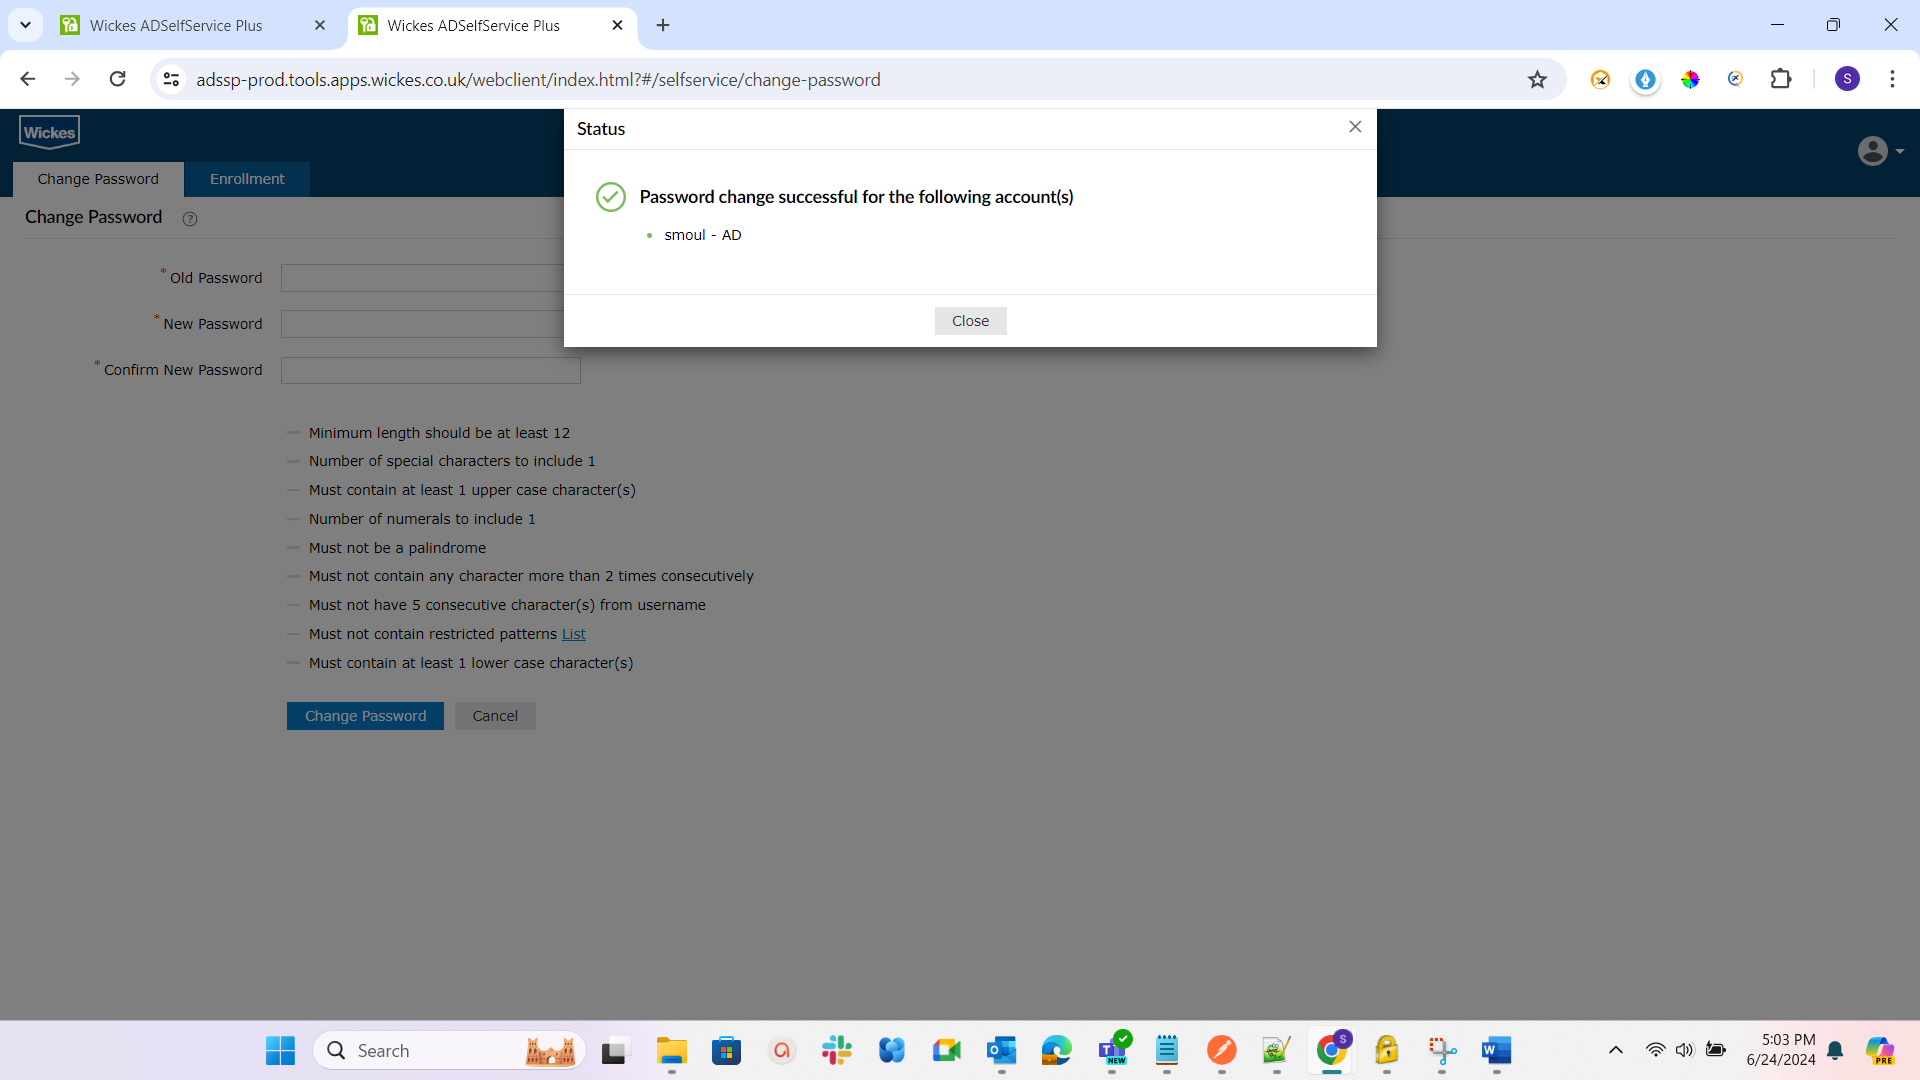 Wickes ADSelfService Plus
Wickes ADSelfService Plus
adssp-prod.tools.apps.wickes.co.uk/webclient/index.html?#/selfservice/change-password
S
Wickes
Change Password
Enrollment
Status
Password change successful for the following account(s)
smoul - AD
Close
Change Password ?
* Old Password
* New Password
* Confirm New Password
Minimum length should be at least 12
Number of special characters to include 1
Must contain at least 1 upper case character(s)
Number of numerals to include 1
Must not be a palindrome
Must not contain any character more than 2 times consecutively
Must not have 5 consecutive character(s) from username
Must not contain restricted patterns List
Must contain at least 1 lower case character(s)
Change Password
Cancel
Search
NEW
S
5:03 PM
6/24/2024
PRE